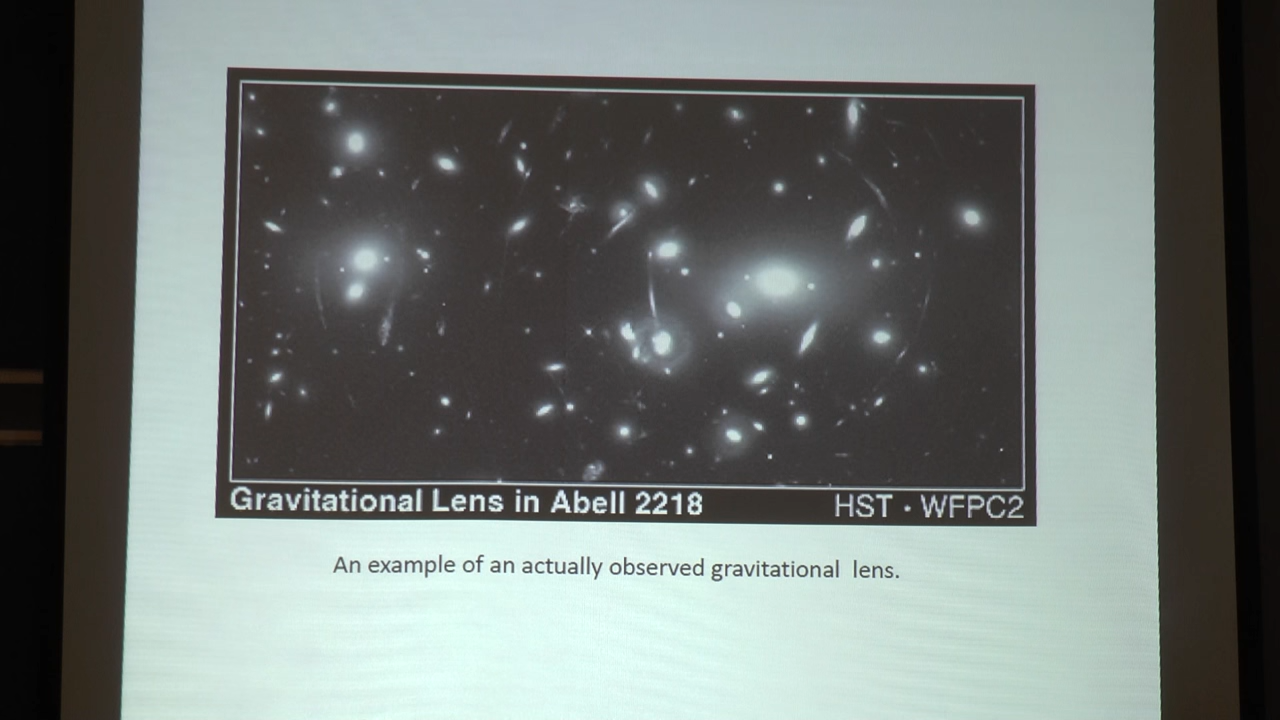 Gravitational Lens in Abell 2218 HST · WFPC2
An example of an actually observed gravitational lens.